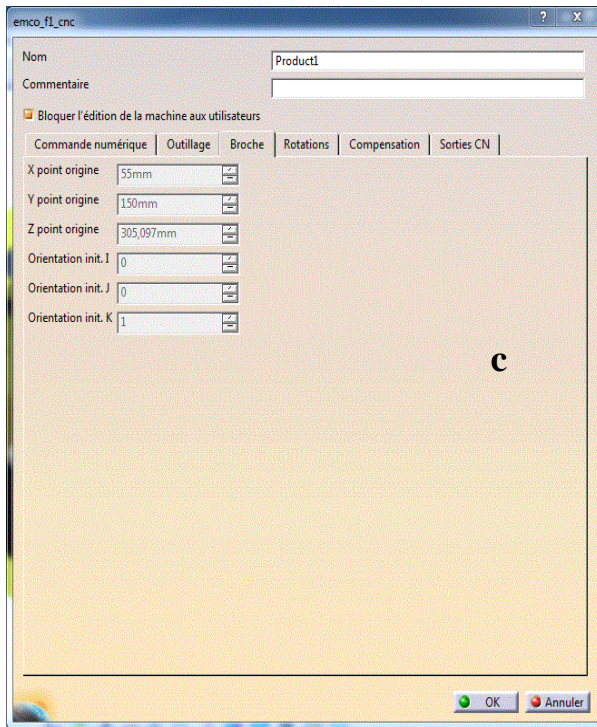 emco_f1_cnc
Nom Product1
Commentaire
Bloquer l'édition de la machine aux utilisateurs
Commande numérique Outillage Broche Rotations Compensation Sorties CN
X point origine 55mm
Y point origine 150mm
Z point origine 305,097mm
Orientation init. I 0
Orientation init. J 0
Orientation init. K 1
c
OK Annuler